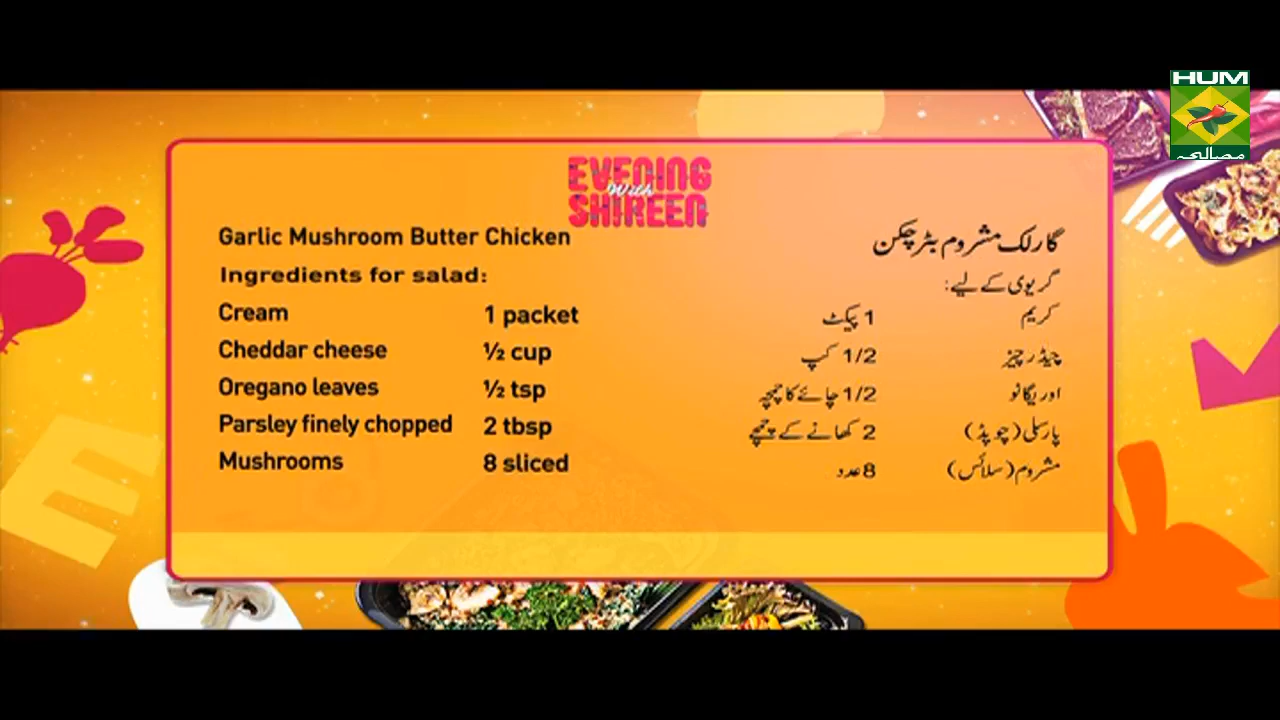 HUM
مصالحہ
EVENING
With
SHIREEN
Garlic Mushroom Butter Chicken
گارلک مشروم بٹر چکن
Ingredients for salad:
گریوی کے لیے:
Cream 1 packet
کریم 1 پیکٹ
Cheddar cheese ½ cup
چیڈر چیز 1/2 کپ
Oregano leaves ½ tsp
اوریگانو 1/2 چائے کا چمچہ
Parsley finely chopped 2 tbsp
پارسلی (چوپڈ) 2 کھانے کے چمچے
Mushrooms 8 sliced
مشروم (سلائس) 8 عدد